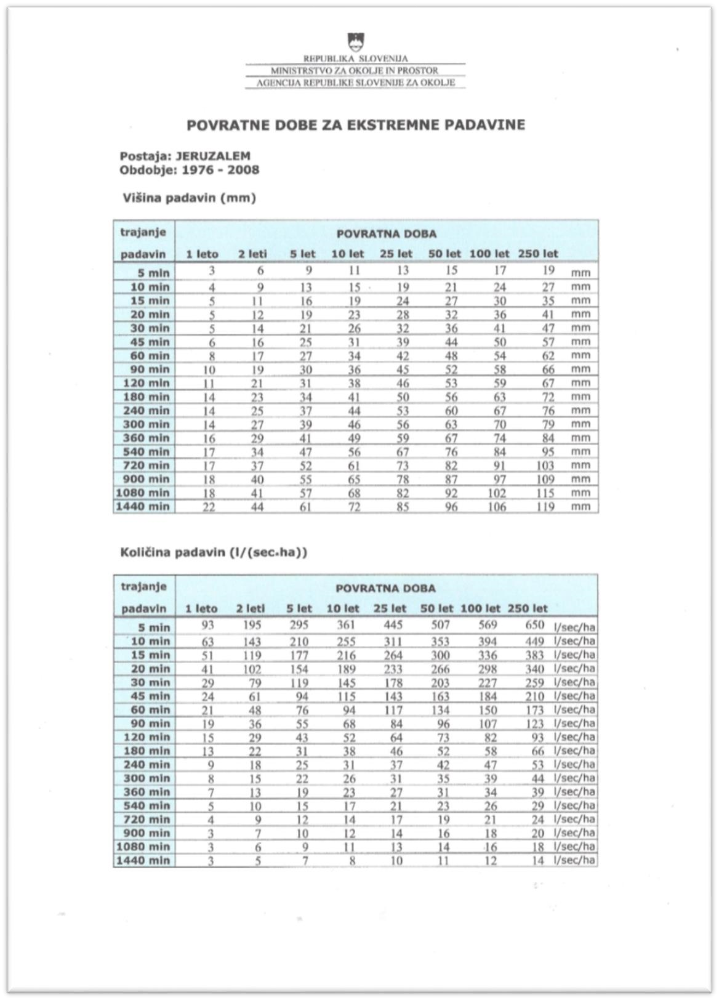 REPUBLIKA SLOVENIJA
MINISTRSTVO ZA OKOLJE IN PROSTOR
AGENCIJA REPUBLIKE SLOVENIJE ZA OKOLJE
POVRATNE DOBE ZA EKSTREMNE PADAVINE
Postaja: JERUZALEM
Obdobje: 1976 - 2008
Višina padavin (mm)
trajanje POVRATNA DOBA
padavin 1 leto 2 leti 5 let 10 let 25 let 50 let 100 let 250 let
5 min 3 6 9 11 13 15 17 19 mm
10 min 4 9 13 15 19 21 24 27 mm
15 min 5 11 16 19 24 27 30 35 mm
20 min 5 12 19 23 28 32 36 41 mm
30 min 5 14 21 26 32 36 41 47 mm
45 min 6 16 25 31 39 44 50 57 mm
60 min 8 17 27 34 42 48 54 62 mm
90 min 10 19 30 36 45 52 58 66 mm
120 min 11 21 31 38 46 53 59 67 mm
180 min 14 23 34 41 50 56 63 72 mm
240 min 14 25 37 44 53 60 67 76 mm
300 min 14 27 39 46 56 63 70 79 mm
360 min 16 29 41 49 59 67 74 84 mm
540 min 17 34 47 56 67 76 84 95 mm
720 min 17 37 52 61 73 82 91 103 mm
900 min 18 40 55 65 78 87 97 109 mm
1080 min 18 41 57 68 82 92 102 115 mm
1440 min 22 44 61 72 85 96 106 119 mm
Količina padavin (l/(sec.ha))
trajanje POVRATNA DOBA
padavin 1 leto 2 leti 5 let 10 let 25 let 50 let 100 let 250 let
5 min 93 195 295 361 445 507 569 650 l/sec/ha
10 min 63 143 210 255 311 353 394 449 l/sec/ha
15 min 51 119 177 216 264 300 336 383 l/sec/ha
20 min 41 102 154 189 233 266 298 340 l/sec/ha
30 min 29 79 119 145 178 203 227 259 l/sec/ha
45 min 24 61 94 115 143 163 184 210 l/sec/ha
60 min 21 48 76 94 117 134 150 173 l/sec/ha
90 min 19 36 55 68 84 96 107 123 l/sec/ha
120 min 15 29 43 52 64 73 82 93 l/sec/ha
180 min 13 22 31 38 46 52 58 66 l/sec/ha
240 min 9 18 25 31 37 42 47 53 l/sec/ha
300 min 8 15 22 26 31 35 39 44 l/sec/ha
360 min 7 13 19 23 27 31 34 39 l/sec/ha
540 min 5 10 15 17 21 23 26 29 l/sec/ha
720 min 4 9 12 14 17 19 21 24 l/sec/ha
900 min 3 7 10 12 14 16 18 20 l/sec/ha
1080 min 3 6 9 11 13 14 16 18 l/sec/ha
1440 min 3 5 7 8 10 11 12 14 l/sec/ha